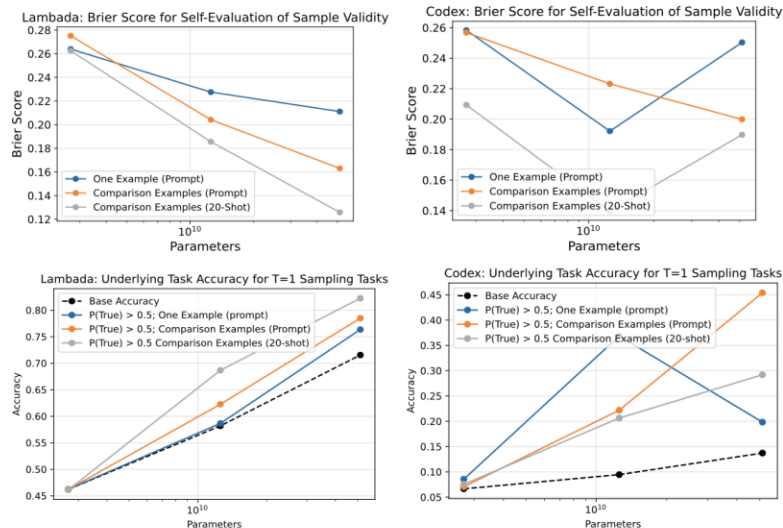 Lambada: Brier Score for Self-Evaluation of Sample Validity
0.28
0.26
0.24
0.22
0.20
0.18
0.16
0.14
0.12
Brier Score
One Example (Prompt)
Comparison Examples (Prompt)
Comparison Examples (20-Shot)
10¹⁰
Parameters
Codex: Brier Score for Self-Evaluation of Sample Validity
0.26
0.24
0.22
0.20
0.18
0.16
0.14
Brier Score
One Example (Prompt)
Comparison Examples (Prompt)
Comparison Examples (20-Shot)
10¹⁰
Parameters
Lambada: Underlying Task Accuracy for T=1 Sampling Tasks
0.80
0.75
0.70
0.65
0.60
0.55
0.50
0.45
Accuracy
Base Accuracy
P(True) > 0.5; One Example (prompt)
P(True) > 0.5; Comparison Examples (Prompt)
P(True) > 0.5 Comparison Examples (20-shot)
10¹⁰
Parameters
Codex: Underlying Task Accuracy for T=1 Sampling Tasks
0.45
0.40
0.35
0.30
0.25
0.20
0.15
0.10
0.05
Accuracy
Base Accuracy
P(True) > 0.5; One Example (prompt)
P(True) > 0.5; Comparison Examples (Prompt)
P(True) > 0.5 Comparison Examples (20-shot)
10¹⁰
Parameters